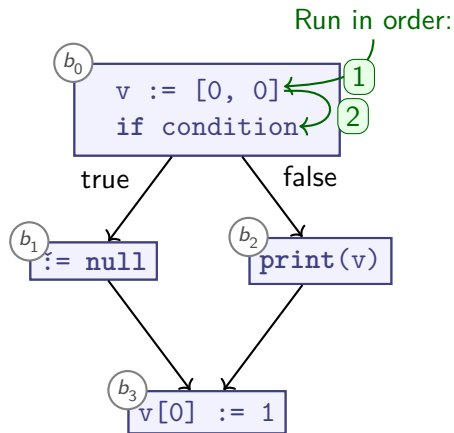 Run in order:
b0
v := [0, 0]
1
if condition
2
true
false
b1
:= null
b2
print(v)
b3
v[0] := 1